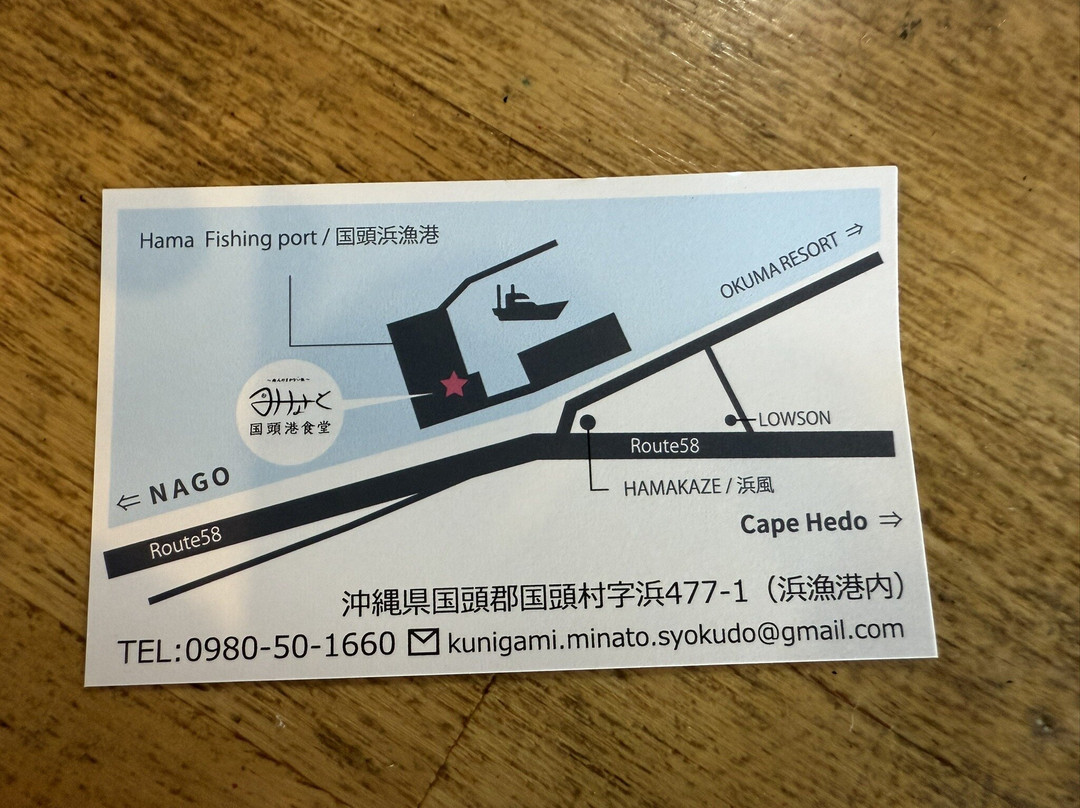 Hama Fishing port / 国頭浜漁港
OKUMA RESORT ⇒
みなと
国頭港食堂
LOWSON
Route58
HAMAKAZE / 浜風
⇐ NAGO
Route58
Cape Hedo ⇒
沖縄県国頭郡国頭村字浜477-1（浜漁港内）
TEL:0980-50-1660 kunigami.minato.syokudo@gmail.com